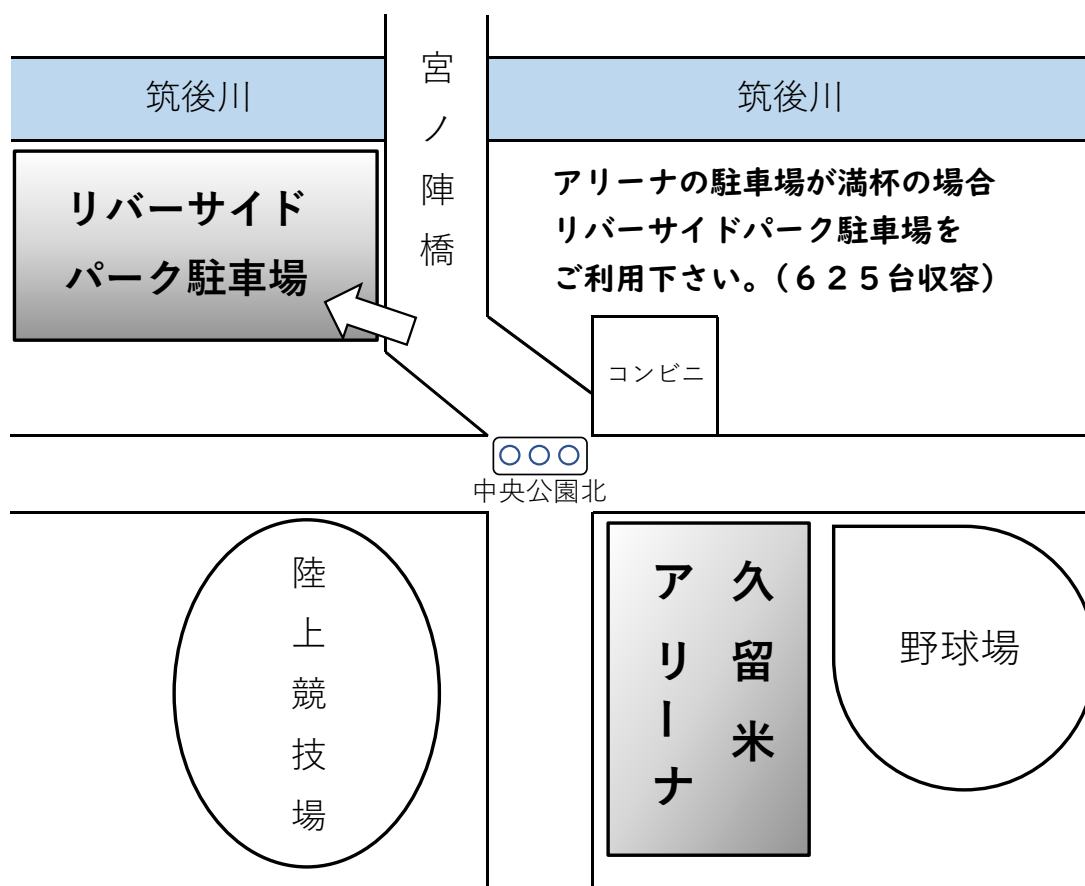 筑後川
宮ノ陣橋
筑後川
リバーサイド
パーク駐車場
アリーナの駐車場が満杯の場合
リバーサイドパーク駐車場を
ご利用下さい。（６２５台収容）
コンビニ
中央公園北
陸上競技場
久留米
アリーナ
野球場